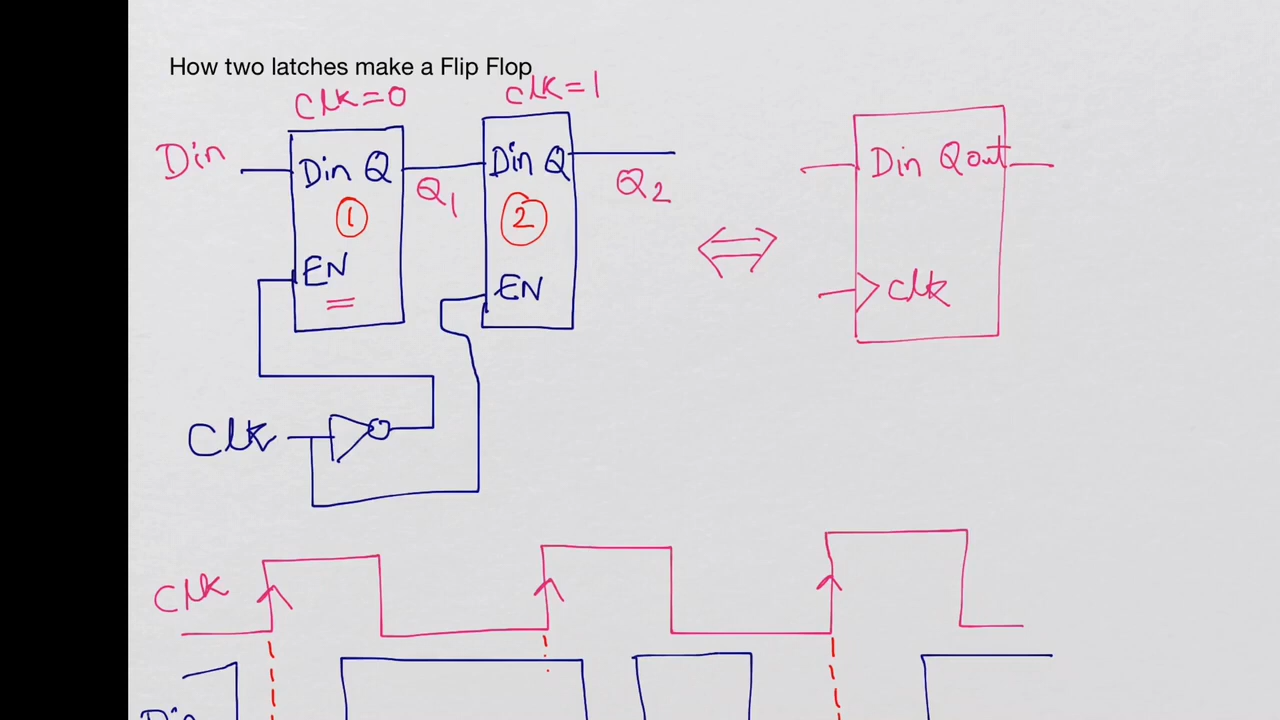 How two latches make a Flip Flop
Clk=0
Clk=1
Din
Din Q
Q1
1
EN
Din Q
2
EN
Q2
Din Qout
Clk
Clk
Clk
Din